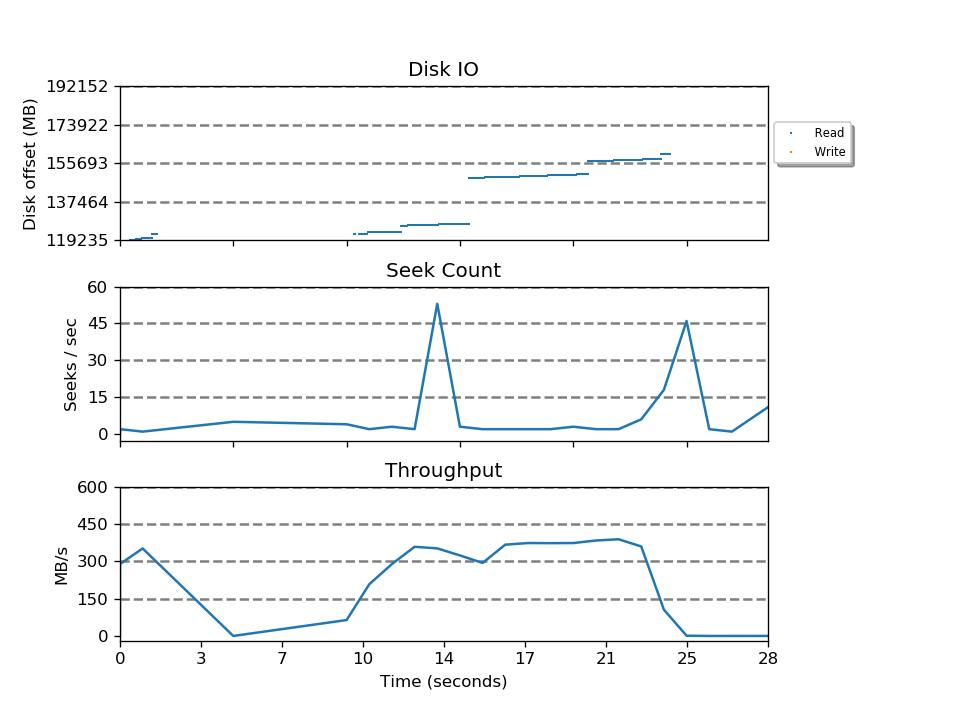 Disk IO
192152
173922
155693
137464
119235
Disk offset (MB)
Read
Write
Seek Count
60
45
30
15
0
Seeks / sec
Throughput
600
450
300
150
0
MB/s
0 3 7 10 14 17 21 25 28
Time (seconds)